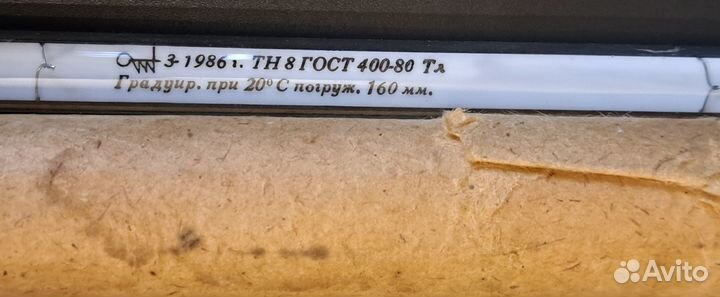 3-1986 г. ТН 8 ГОСТ 400-80 Тл
Градуир. при 20°С погруж. 160 мм.
Avito